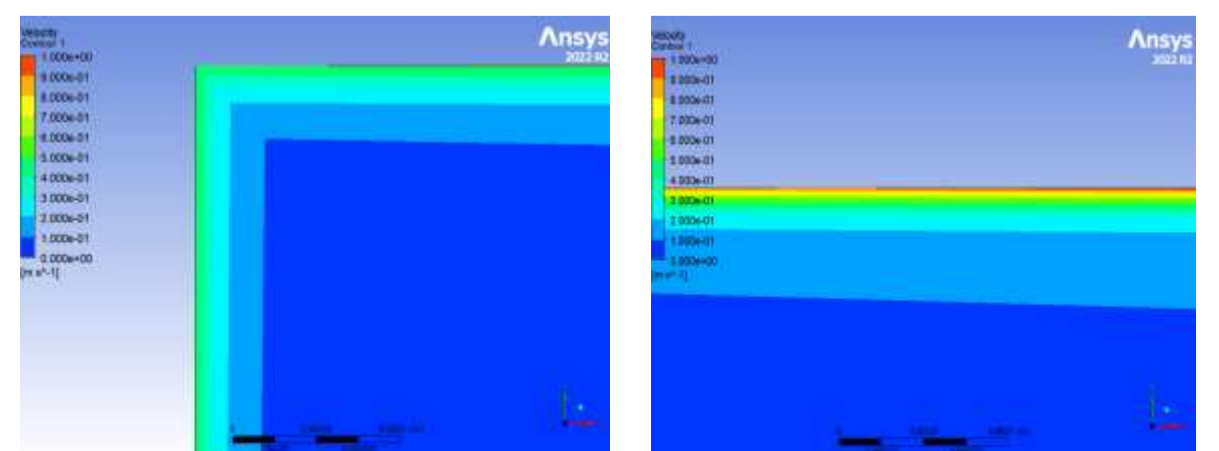 Velocity
Contour 1
1.000e+00
9.000e-01
8.000e-01
7.000e-01
6.000e-01
5.000e-01
4.000e-01
3.000e-01
2.000e-01
1.000e-01
0.000e+00
[m s^-1]
Ansys
2022 R2
Velocity
Contour 1
1.000e+00
9.000e-01
8.000e-01
7.000e-01
6.000e-01
5.000e-01
4.000e-01
3.000e-01
2.000e-01
1.000e-01
0.000e+00
[m s^-1]
Ansys
2022 R2